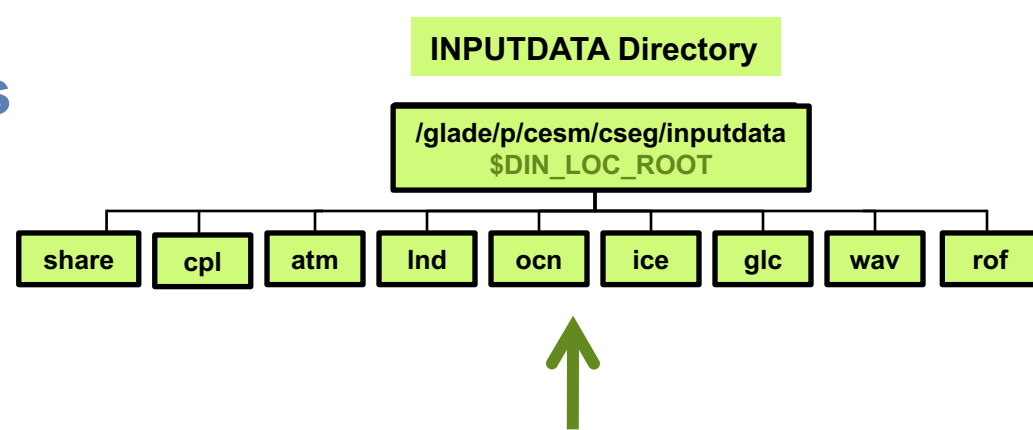 INPUTDATA Directory
s
/glade/p/cesm/cseg/inputdata
$DIN_LOC_ROOT
share cpl atm lnd ocn ice glc wav rof